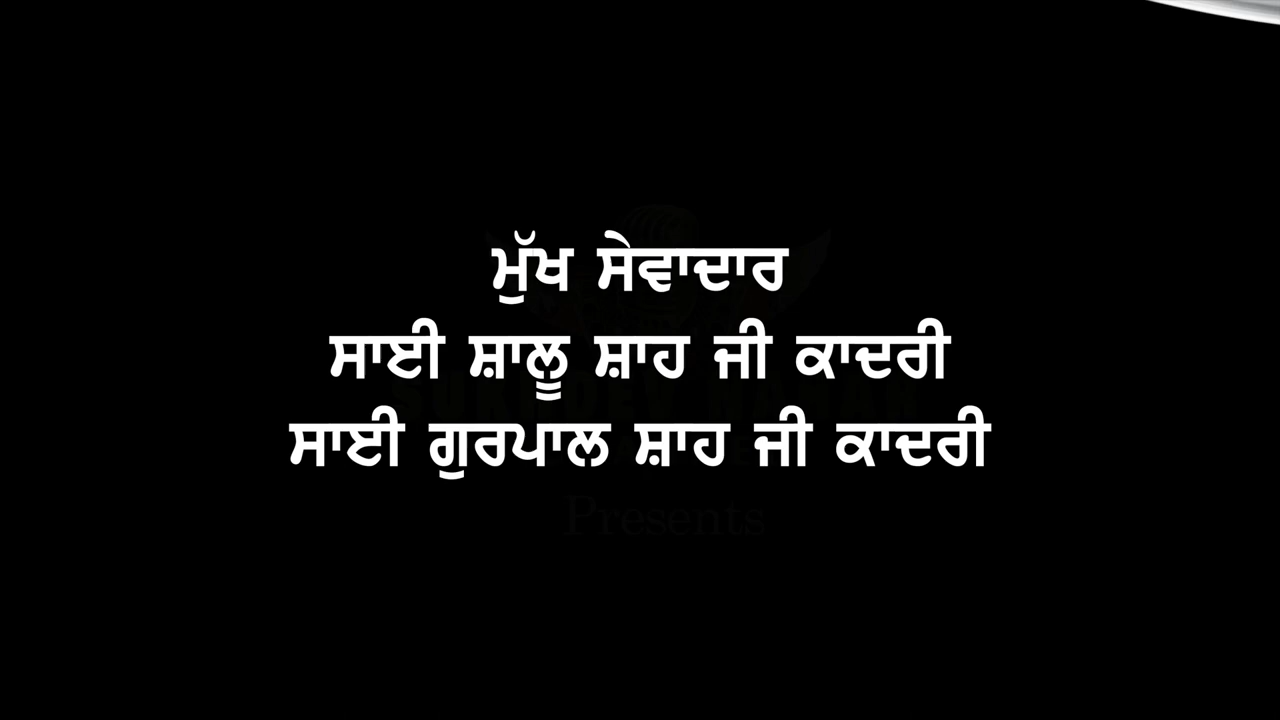 ਮੁੱਖ ਸੇਵਾਦਾਰ
ਸਾਈ ਸ਼ਾਲੂ ਸ਼ਾਹ ਜੀ ਕਾਦਰੀ
ਸਾਈ ਗੁਰਪਾਲ ਸ਼ਾਹ ਜੀ ਕਾਦਰੀ
Presents